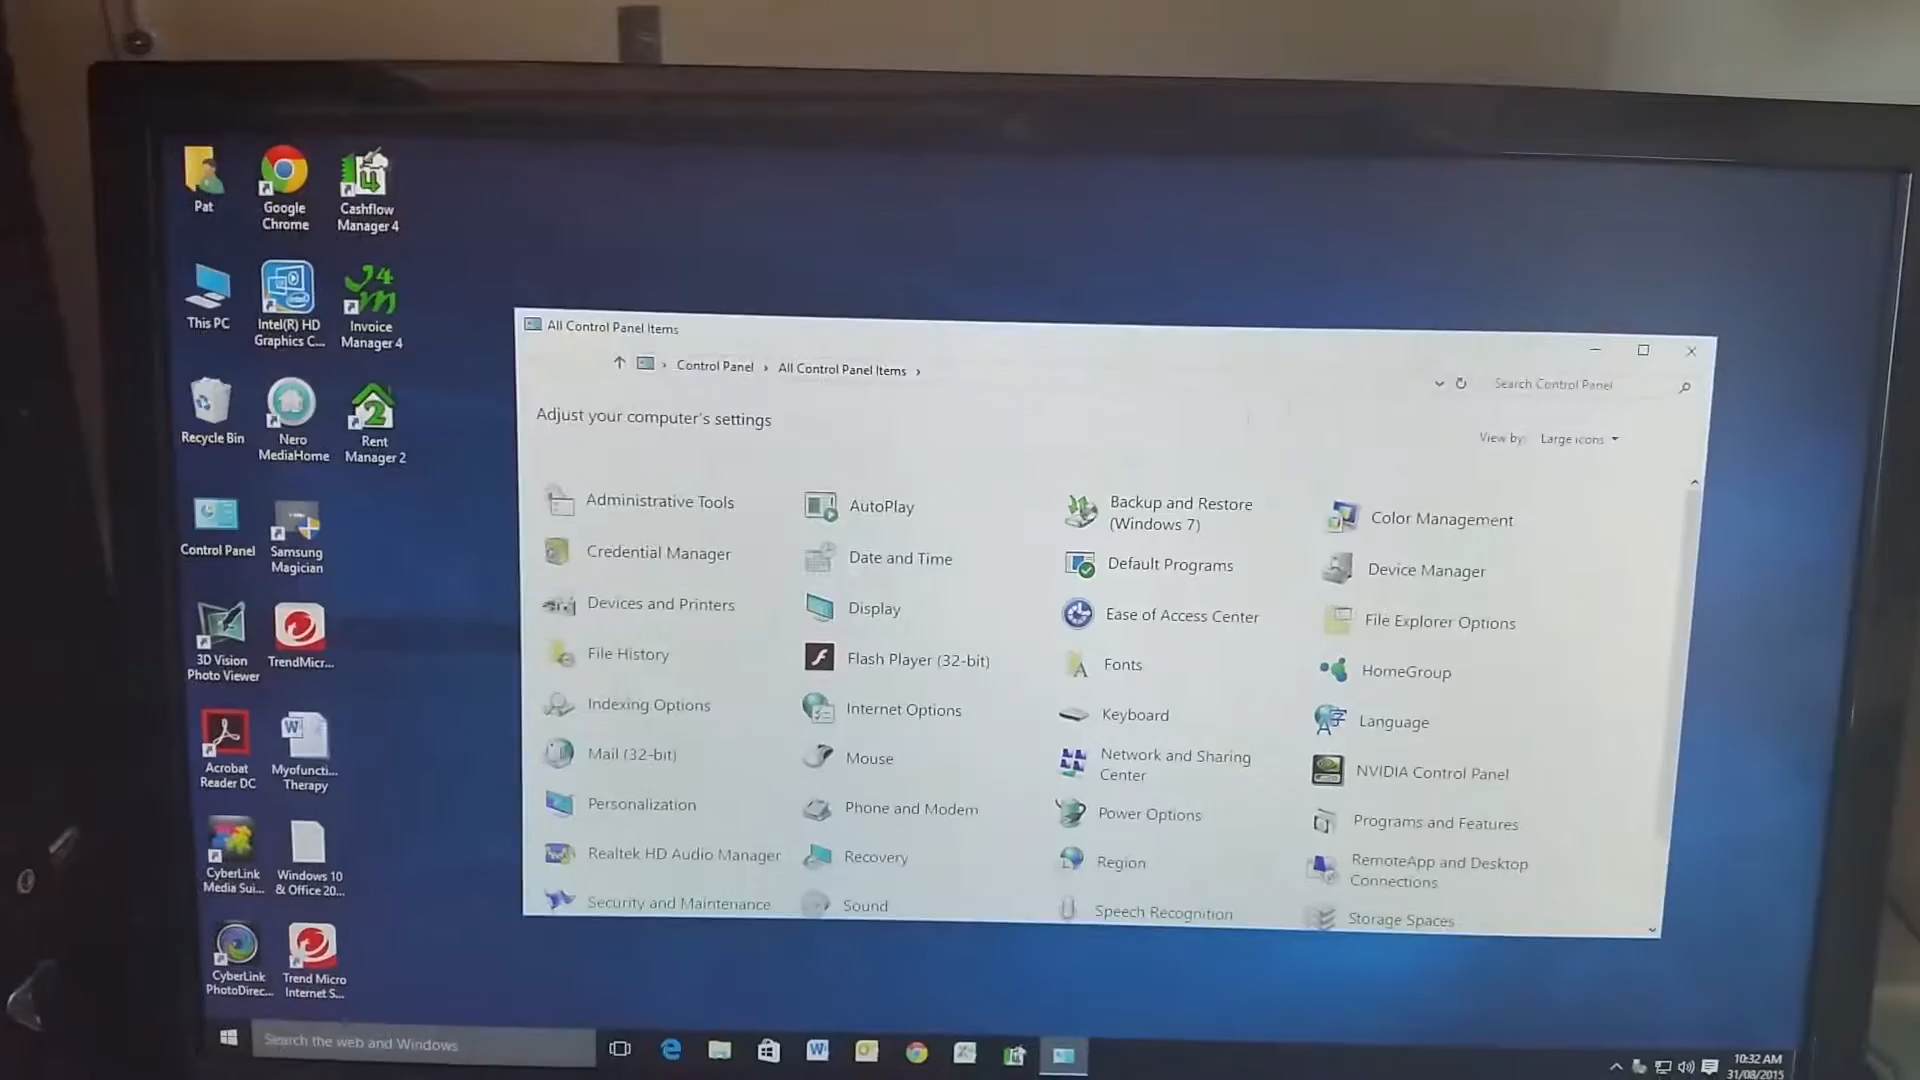 Pat
Google
Chrome
Cashflow
Manager 4
This PC
Intel(R) HD
Graphics C...
Invoice
Manager 4
Recycle Bin
Nero
MediaHome
Rent
Manager 2
Control Panel
Samsung
Magician
3D Vision
Photo Viewer
TrendMicr...
Acrobat
Reader DC
Myofuncti...
Therapy
CyberLink
Media Sui...
Windows 10
& Office 20...
CyberLink
PhotoDirec...
Trend Micro
Internet S...
All Control Panel Items
Control Panel › All Control Panel Items ›
Search Control Panel
Adjust your computer's settings
View by: Large icons
Administrative Tools
AutoPlay
Backup and Restore
(Windows 7)
Color Management
Credential Manager
Date and Time
Default Programs
Device Manager
Devices and Printers
Display
Ease of Access Center
File Explorer Options
File History
Flash Player (32-bit)
Fonts
HomeGroup
Indexing Options
Internet Options
Keyboard
Language
Mail (32-bit)
Mouse
Network and Sharing
Center
NVIDIA Control Panel
Personalization
Phone and Modem
Power Options
Programs and Features
Realtek HD Audio Manager
Recovery
Region
RemoteApp and Desktop
Connections
Security and Maintenance
Sound
Speech Recognition
Storage Spaces
Search the web and Windows
10:32 AM
31/08/2015